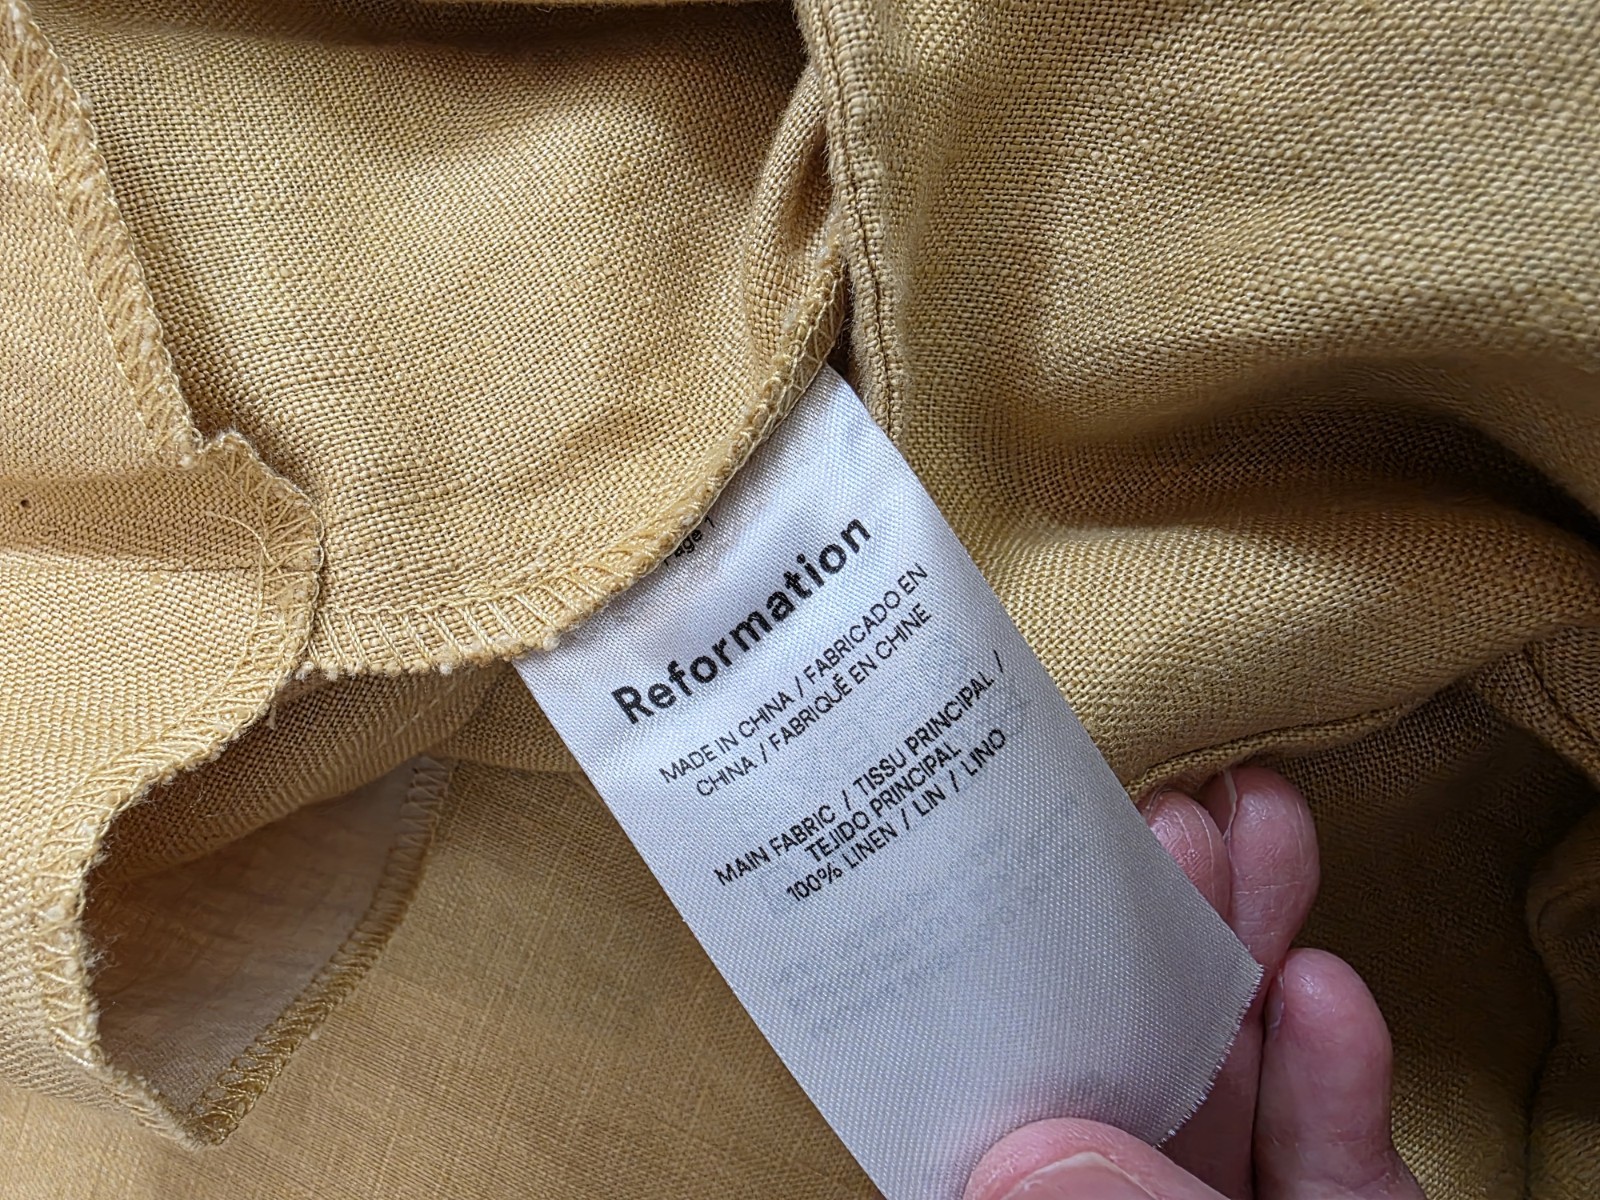 Page 1
Reformation
MADE IN CHINA / FABRICADO EN
CHINA / FABRIQUÉ EN CHINE
MAIN FABRIC / TISSU PRINCIPAL /
TEJIDO PRINCIPAL
100% LINEN / LIN / LINO